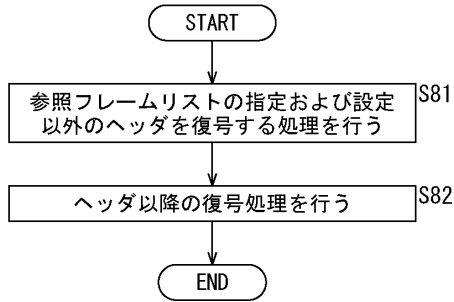 START
参照フレームリストの指定および設定
以外のヘッダを復号する処理を行う
S81
ヘッダ以降の復号処理を行う
S82
END